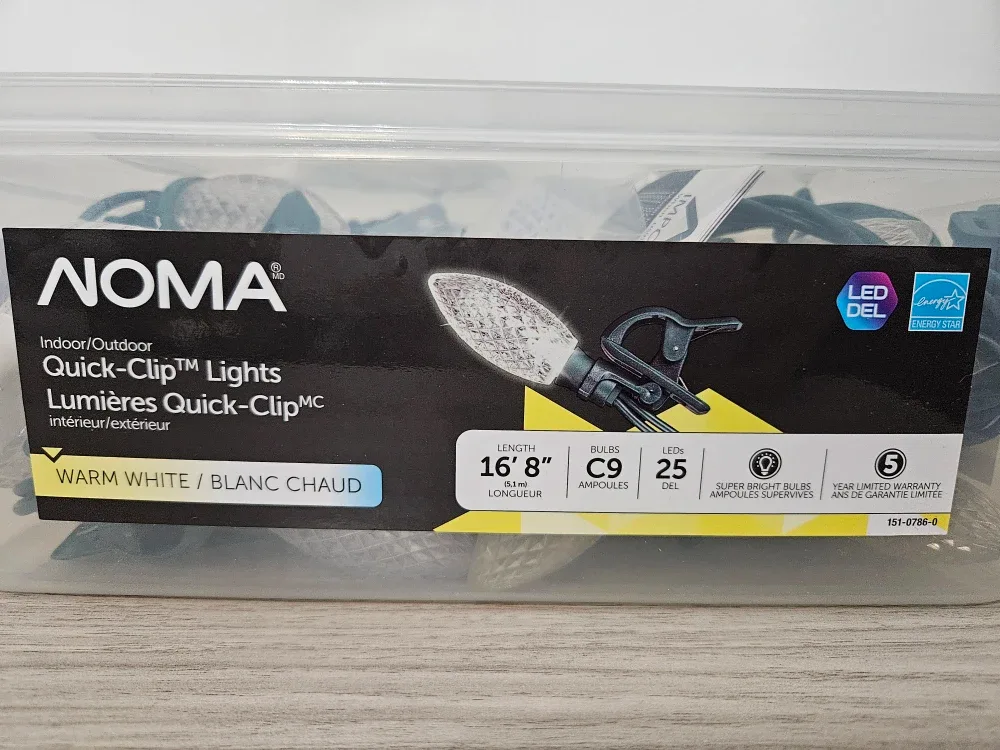 NOMA®
MD
Indoor/Outdoor
Quick-Clip™ Lights
Lumières Quick-Clipᴹᶜ
intérieur/extérieur
WARM WHITE / BLANC CHAUD
LED
DEL
energy
ENERGY STAR
LENGTH
16' 8"
(5,1 m)
LONGUEUR
BULBS
C9
AMPOULES
LEDs
25
DEL
SUPER BRIGHT BULBS
AMPOULES SUPERVIVES
5
YEAR LIMITED WARRANTY
ANS DE GARANTIE LIMITÉE
151-0786-0